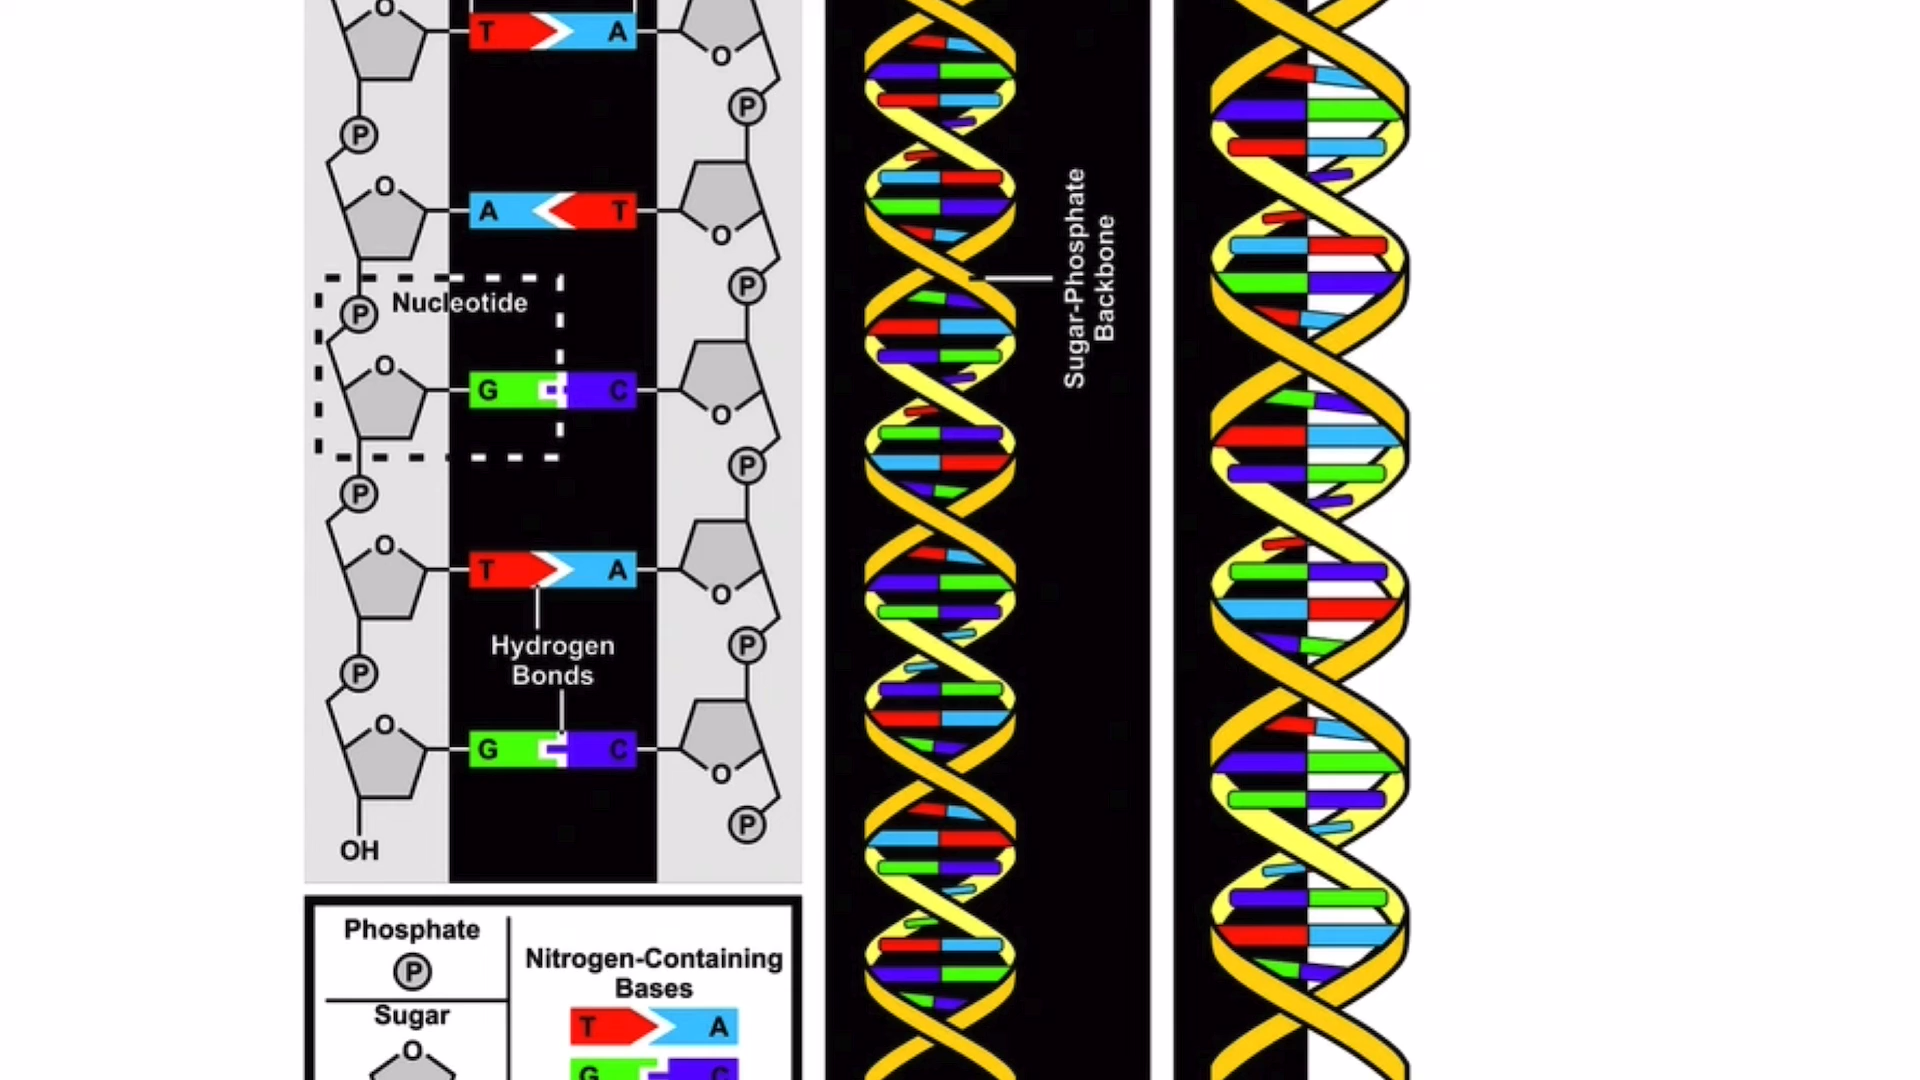 O
T A
O
P
P
O
A T
O
P
Nucleotide
P
O
G C
O
P
P
O
T A
O
Hydrogen
Bonds
P
P
O
G C
O
P
OH
Phosphate
P
Sugar
O
Nitrogen-Containing
Bases
T A
G C
Sugar-Phosphate
Backbone